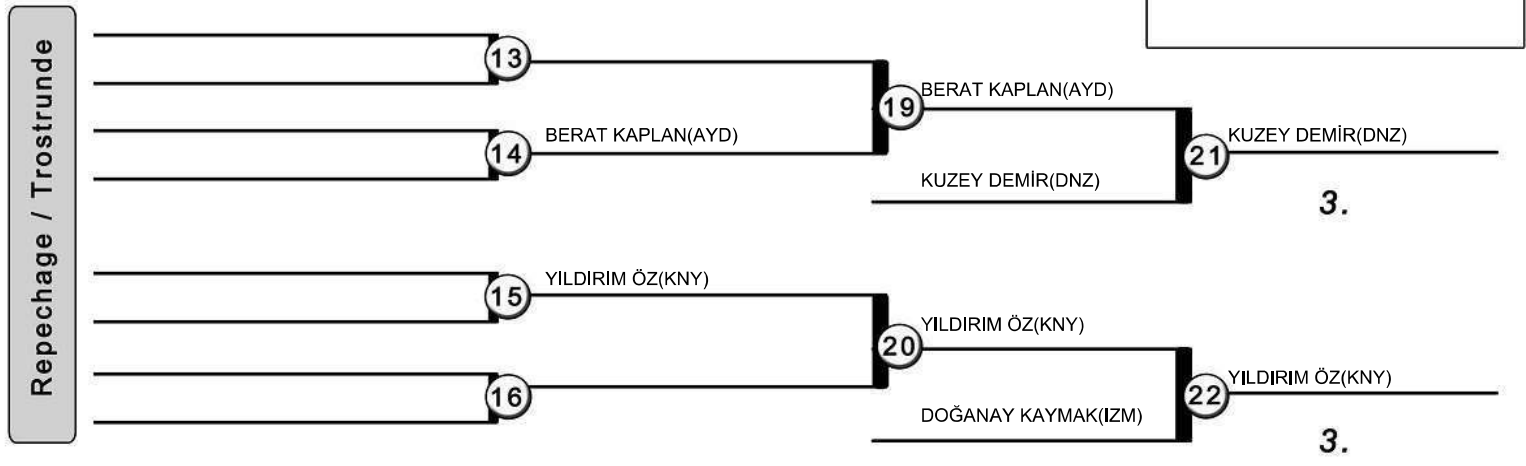 Repechage / Trostrunde
13
14
BERAT KAPLAN(AYD)
19
BERAT KAPLAN(AYD)
KUZEY DEMİR(DNZ)
21
KUZEY DEMİR(DNZ)
3.
15
YILDIRIM ÖZ(KNY)
16
20
YILDIRIM ÖZ(KNY)
DOĞANAY KAYMAK(IZM)
22
YILDIRIM ÖZ(KNY)
3.